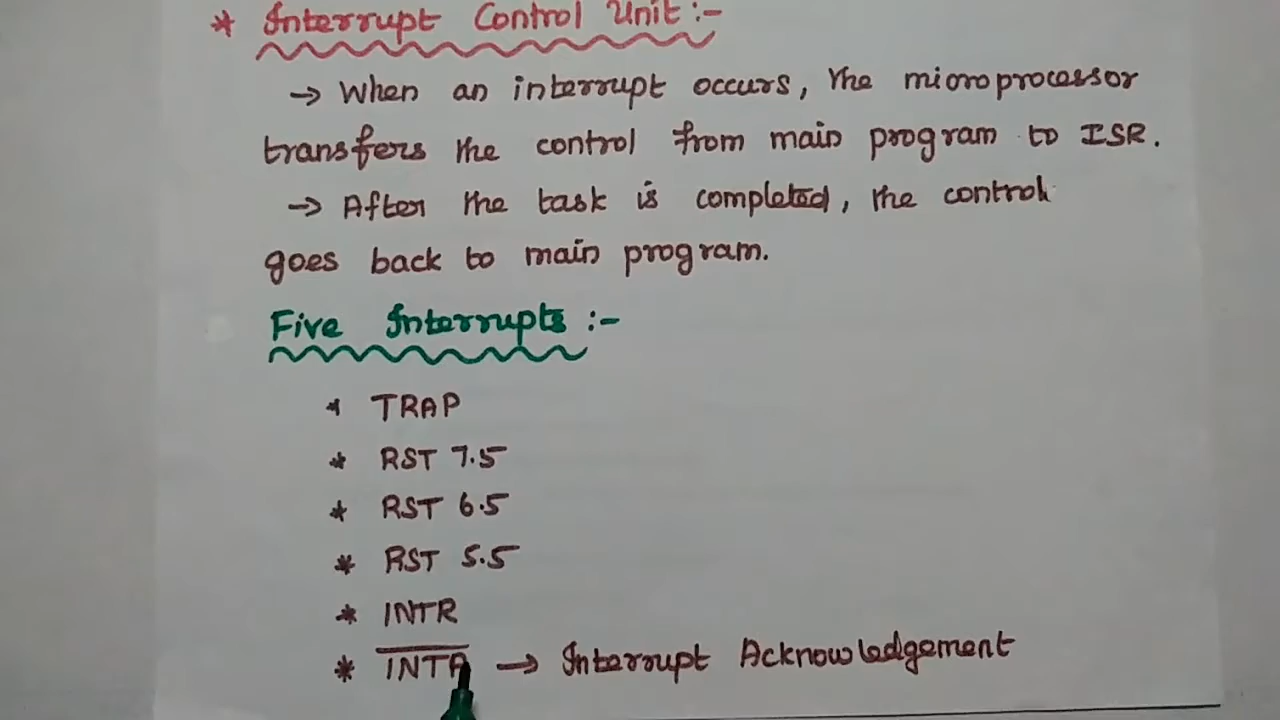 * Interrupt Control Unit :-
→ When an interrupt occurs, the microprocessor
transfers the control from main program to ISR.
→ After the task is completed, the control
goes back to main program.
Five Interrupts :-
* TRAP
* RST 7.5
* RST 6.5
* RST 5.5
* INTR
* I̅N̅T̅A̅ → Interrupt Acknowledgement